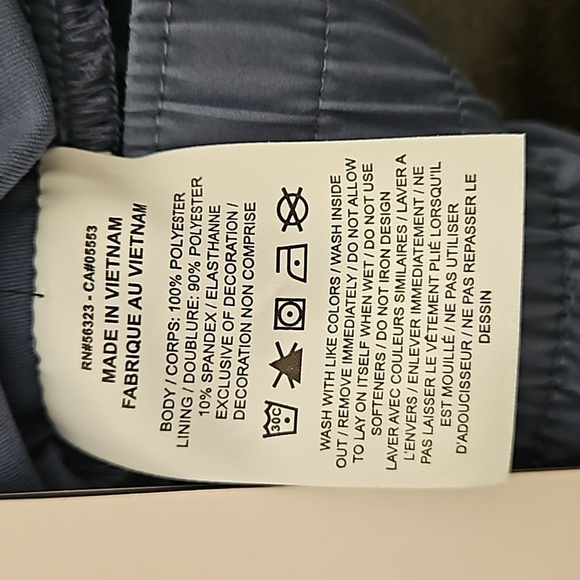 RN#56323 - CA#05553
MADE IN VIETNAM
FABRIQUE AU VIETNAM
BODY / CORPS: 100% POLYESTER
LINING / DOUBLURE: 90% POLYESTER
10% SPANDEX / ELASTHANNE
EXCLUSIVE OF DECORATION /
DECORATION NON COMPRISE
30C
WASH WITH LIKE COLORS / WASH INSIDE
OUT / REMOVE IMMEDIATELY / DO NOT ALLOW
TO LAY ON ITSELF WHEN WET / DO NOT USE
SOFTENERS / DO NOT IRON DESIGN
LAVER AVEC COULEURS SIMILAIRES / LAVER A
L'ENVERS / ENLEVER IMMEDIATEMENT / NE
PAS LAISSER LE VÊTEMENT PLIÉ LORSQU'IL
EST MOUILLÉ / NE PAS UTILISER
D'ADOUCISSEUR / NE PAS REPASSER LE
DESSIN